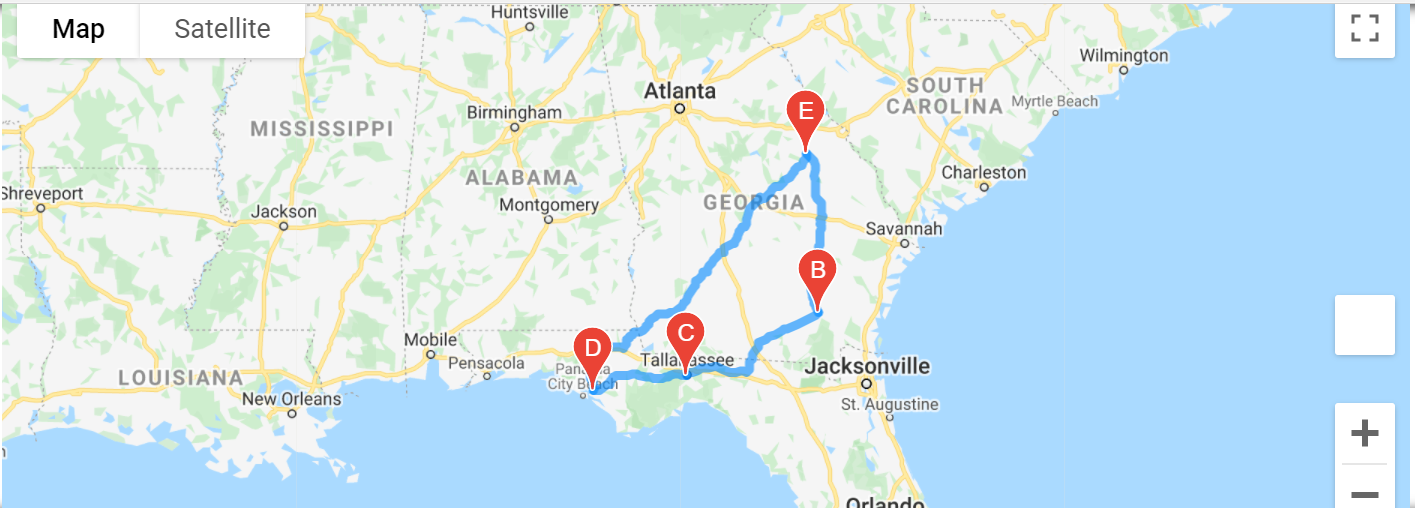 Map
Satellite
Huntsville
Wilmington
Atlanta
SOUTH
CAROLINA
Myrtle Beach
E
Birmingham
MISSISSIPPI
ALABAMA
Charleston
Shreveport
GEORGIA
Montgomery
Jackson
Savannah
B
C
D
Mobile
Tallahassee
Pensacola
Panama
City Beach
Jacksonville
LOUISIANA
New Orleans
St. Augustine
Orlando